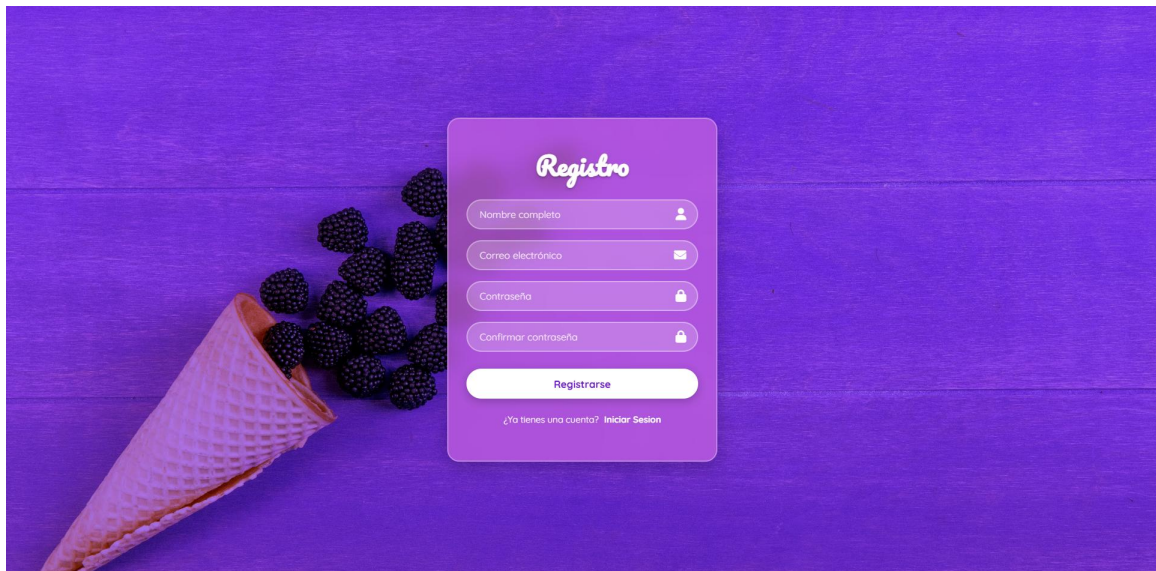 Registro
Nombre completo
Correo electrónico
Contraseña
Confirmar contraseña
Registrarse
¿Ya tienes una cuenta? Iniciar Sesion